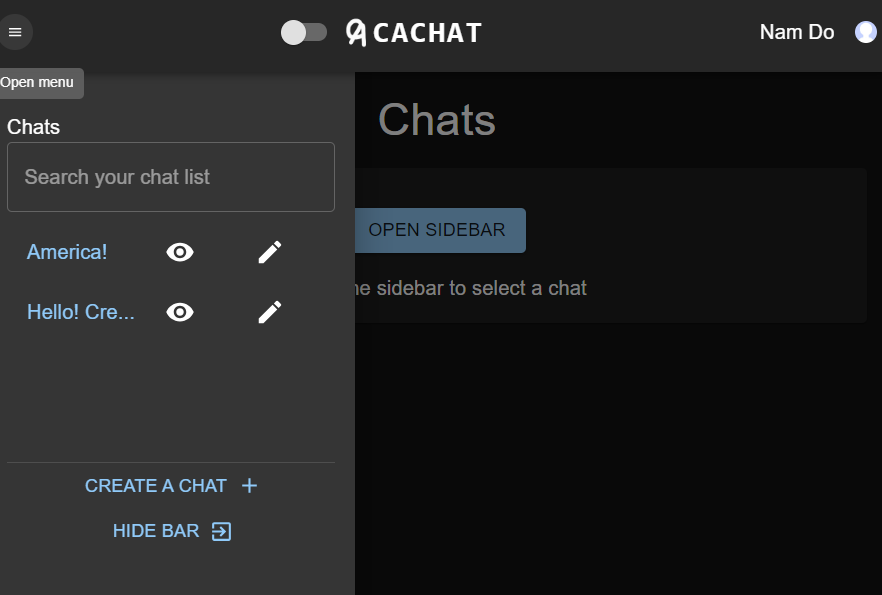 CACHAT
Nam Do
Open menu
Chats
Search your chat list
America!
Hello! Cre...
CREATE A CHAT
HIDE BAR
Chats
OPEN SIDEBAR
sidebar to select a chat